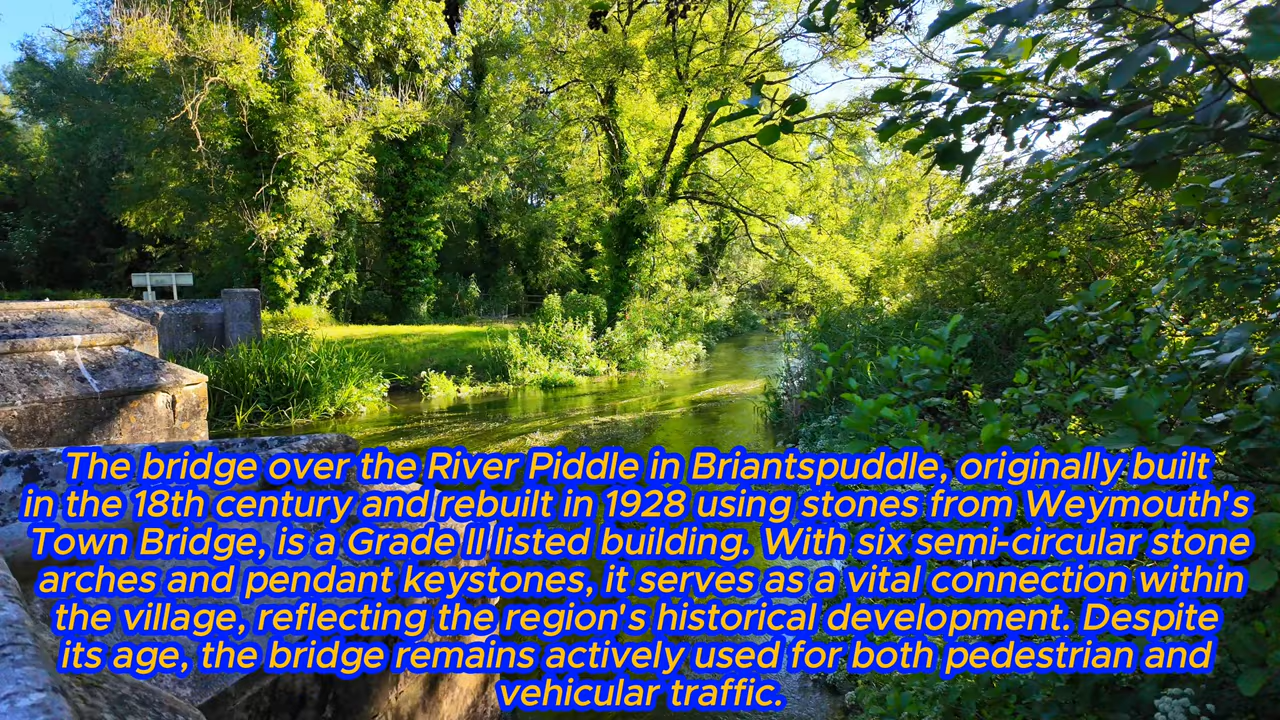 The bridge over the River Piddle in Briantspuddle, originally built
in the 18th century and rebuilt in 1928 using stones from Weymouth's
Town Bridge, is a Grade II listed building. With six semi-circular stone
arches and pendant keystones, it serves as a vital connection within
the village, reflecting the region's historical development. Despite
its age, the bridge remains actively used for both pedestrian and
vehicular traffic.